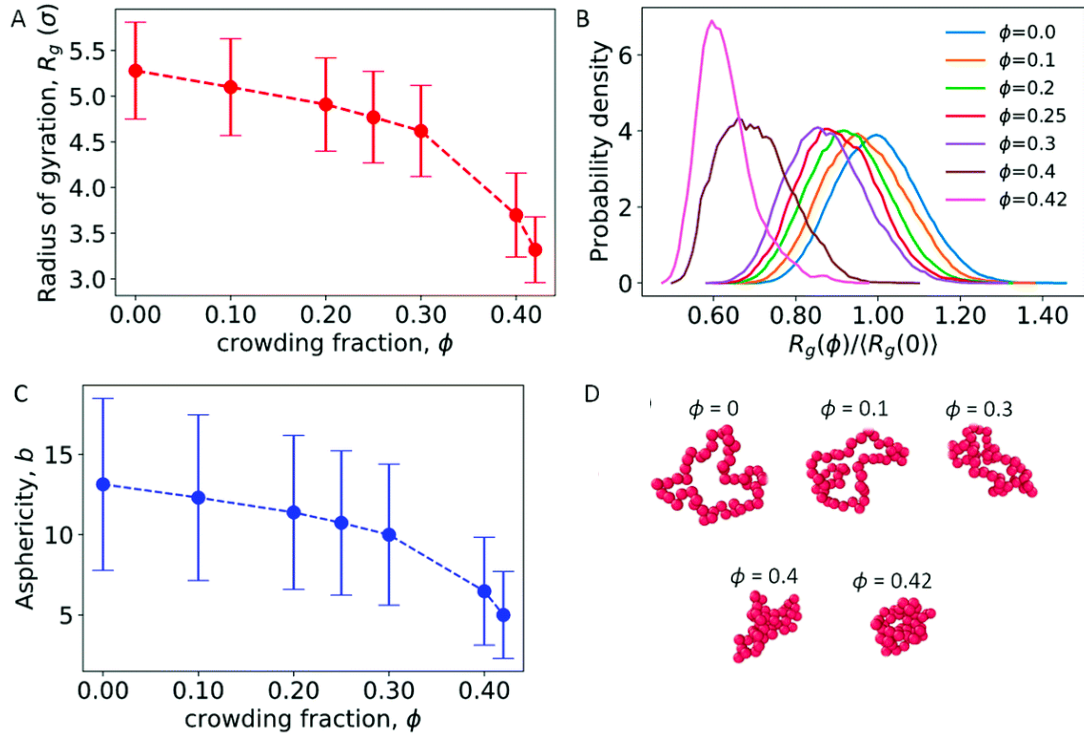 A
Radius of gyration, R_g (σ)
5.5
5.0
4.5
4.0
3.5
3.0
0.00 0.10 0.20 0.30 0.40
crowding fraction, ϕ
B
Probability density
6
4
2
0
0.60 0.80 1.00 1.20 1.40
R_g(ϕ)/⟨R_g(0)⟩
ϕ=0.0
ϕ=0.1
ϕ=0.2
ϕ=0.25
ϕ=0.3
ϕ=0.4
ϕ=0.42
C
Asphericity, b
15
10
5
0.00 0.10 0.20 0.30 0.40
crowding fraction, ϕ
D
ϕ = 0 ϕ = 0.1 ϕ = 0.3
ϕ = 0.4 ϕ = 0.42